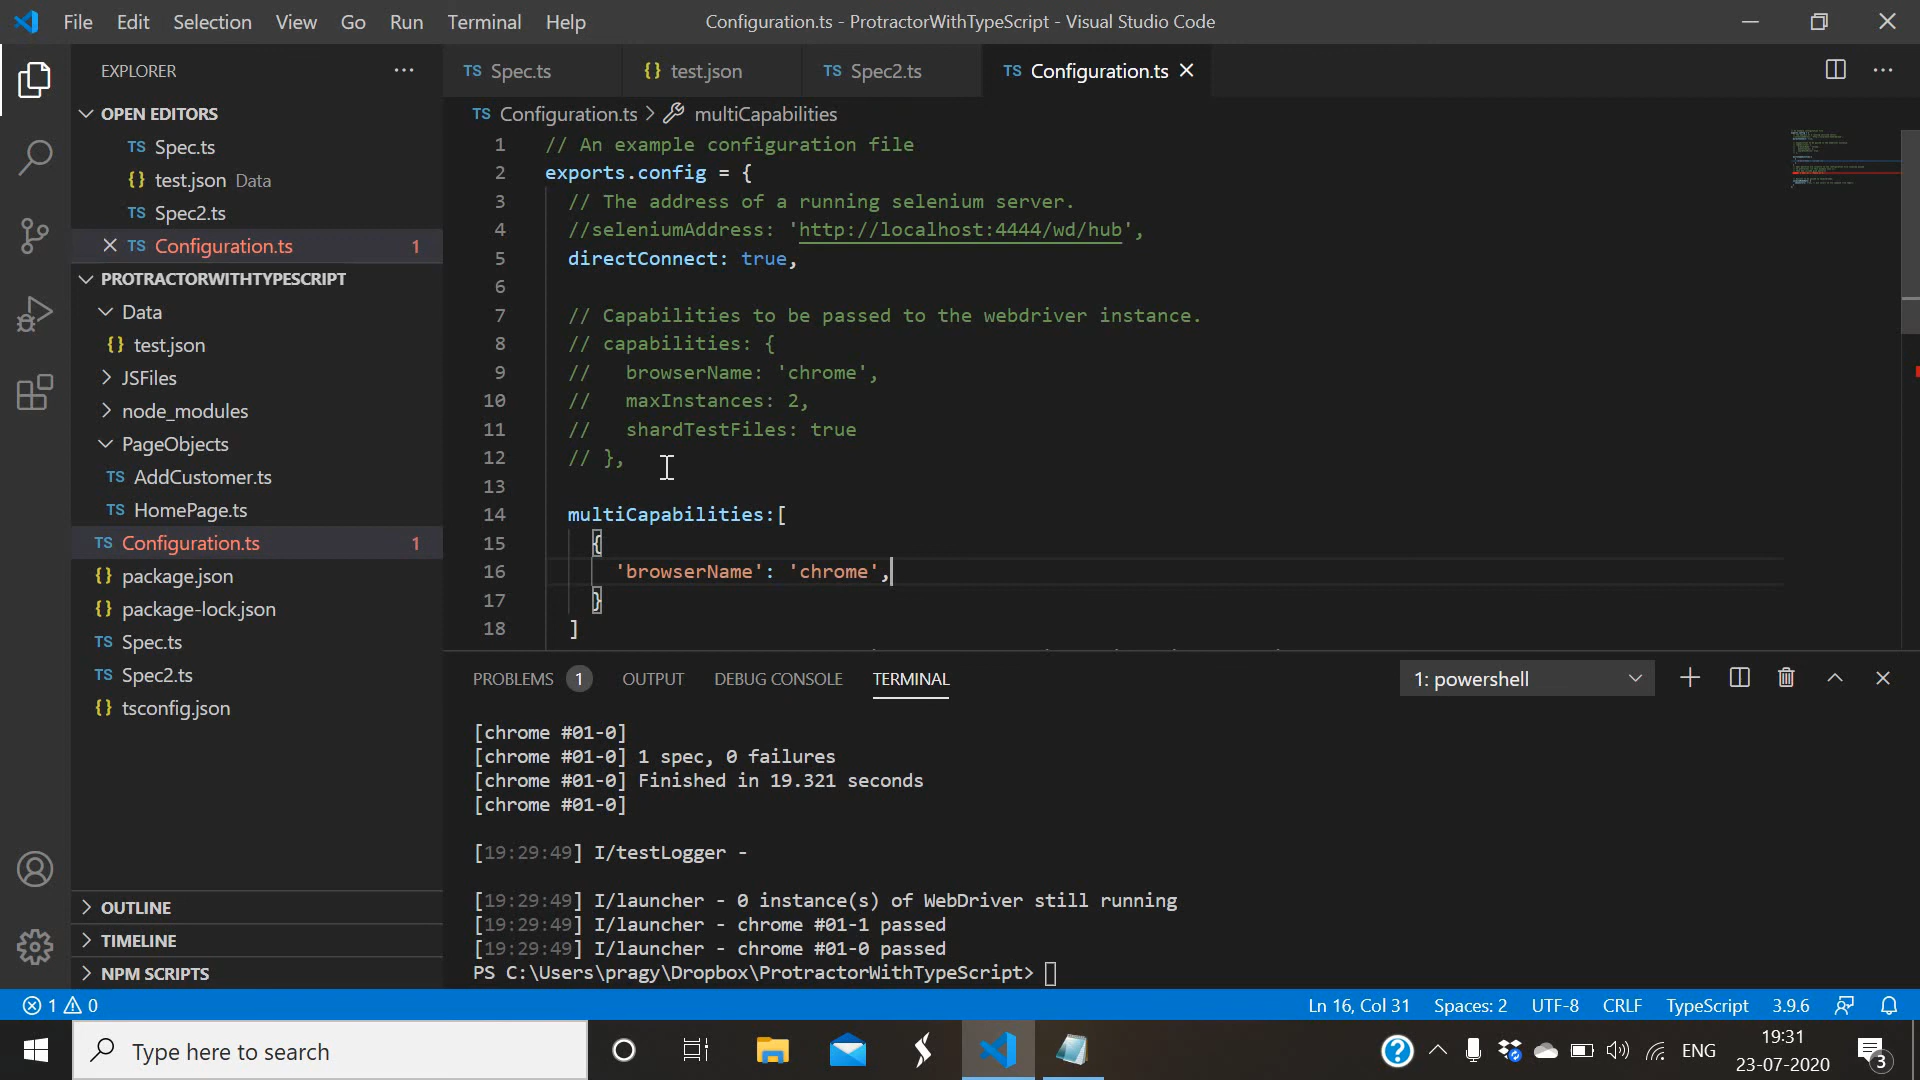 File Edit Selection View Go Run Terminal Help
Configuration.ts - ProtractorWithTypeScript - Visual Studio Code
EXPLORER
OPEN EDITORS
TS Spec.ts
{} test.json Data
TS Spec2.ts
TS Configuration.ts 1
PROTRACTORWITHTYPESCRIPT
Data
{} test.json
JSFiles
node_modules
PageObjects
TS AddCustomer.ts
TS HomePage.ts
TS Configuration.ts 1
{} package.json
{} package-lock.json
TS Spec.ts
TS Spec2.ts
{} tsconfig.json
OUTLINE
TIMELINE
NPM SCRIPTS
TS Spec.ts {} test.json TS Spec2.ts TS Configuration.ts
TS Configuration.ts > multiCapabilities
1 // An example configuration file
2 exports.config = {
3 // The address of a running selenium server.
4 //seleniumAddress: 'http://localhost:4444/wd/hub',
5 directConnect: true,
6
7 // Capabilities to be passed to the webdriver instance.
8 // capabilities: {
9 // browserName: 'chrome',
10 // maxInstances: 2,
11 // shardTestFiles: true
12 // },
13
14 multiCapabilities:[
15 {
16 'browserName': 'chrome',
17 }
18 ]
PROBLEMS 1 OUTPUT DEBUG CONSOLE TERMINAL 1: powershell
[chrome #01-0]
[chrome #01-0] 1 spec, 0 failures
[chrome #01-0] Finished in 19.321 seconds
[chrome #01-0]
[19:29:49] I/testLogger -
[19:29:49] I/launcher - 0 instance(s) of WebDriver still running
[19:29:49] I/launcher - chrome #01-1 passed
[19:29:49] I/launcher - chrome #01-0 passed
PS C:\Users\pragy\Dropbox\ProtractorWithTypeScript>
1 0 Ln 16, Col 31 Spaces: 2 UTF-8 CRLF TypeScript 3.9.6
Type here to search
ENG
19:31
23-07-2020
3